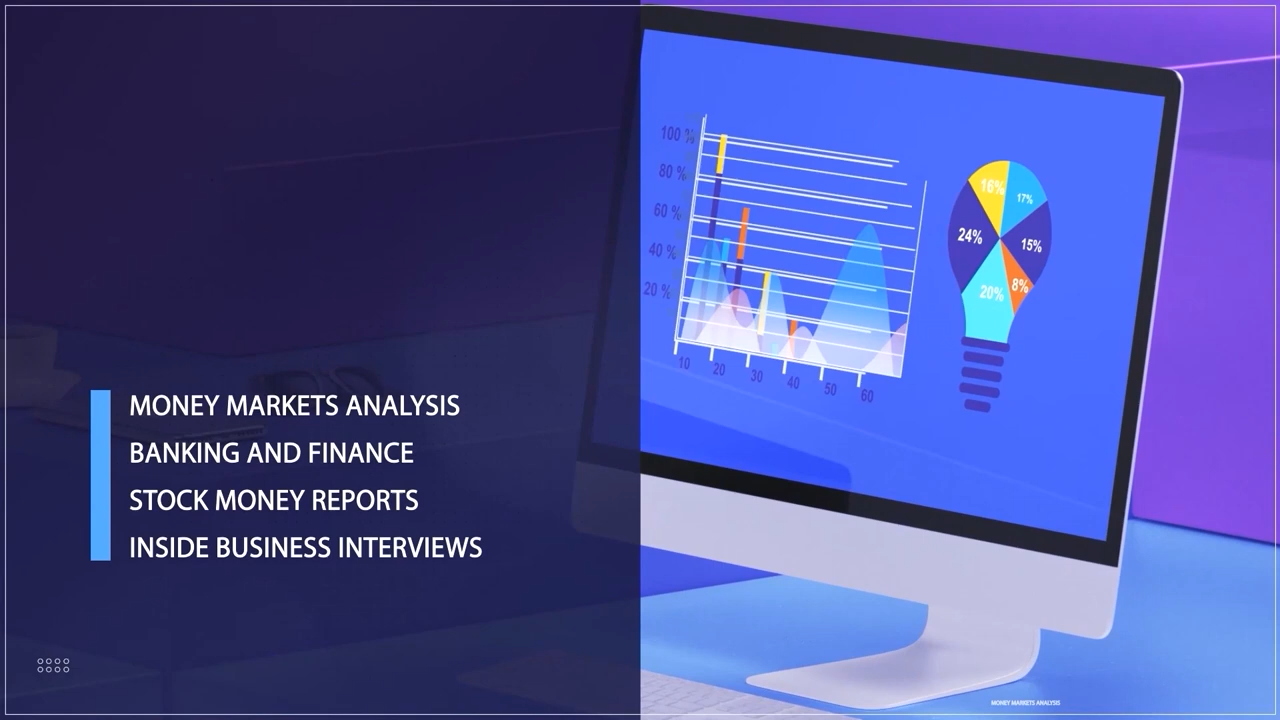 MONEY MARKETS ANALYSIS
BANKING AND FINANCE
STOCK MONEY REPORTS
INSIDE BUSINESS INTERVIEWS
100 %
80 %
60 %
40 %
20 %
10 20 30 40 50 60
16%
17%
24%
15%
20%
8%
MONEY MARKETS ANALYSIS